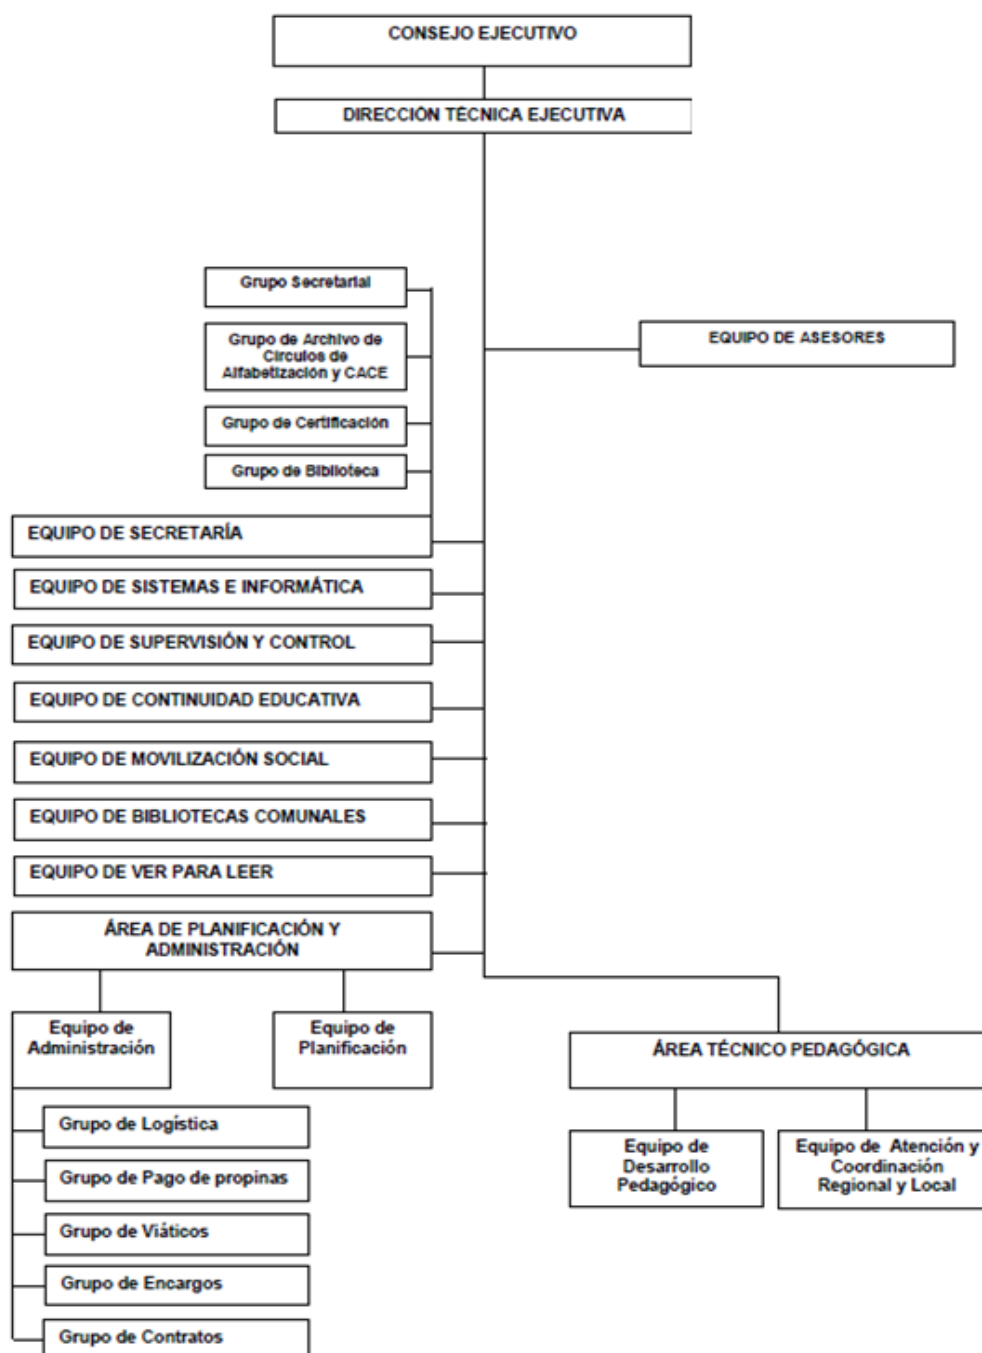 CONSEJO EJECUTIVO
DIRECCIÓN TÉCNICA EJECUTIVA
Grupo Secretarial
Grupo de Archivo de
Círculos de
Alfabetización y CACE
Grupo de Certificación
Grupo de Biblioteca
EQUIPO DE ASESORES
EQUIPO DE SECRETARÍA
EQUIPO DE SISTEMAS E INFORMÁTICA
EQUIPO DE SUPERVISIÓN Y CONTROL
EQUIPO DE CONTINUIDAD EDUCATIVA
EQUIPO DE MOVILIZACIÓN SOCIAL
EQUIPO DE BIBLIOTECAS COMUNALES
EQUIPO DE VER PARA LEER
ÁREA DE PLANIFICACIÓN Y
ADMINISTRACIÓN
Equipo de
Administración
Equipo de
Planificación
Grupo de Logística
Grupo de Pago de propinas
Grupo de Viáticos
Grupo de Encargos
Grupo de Contratos
ÁREA TÉCNICO PEDAGÓGICA
Equipo de
Desarrollo
Pedagógico
Equipo de Atención y
Coordinación
Regional y Local